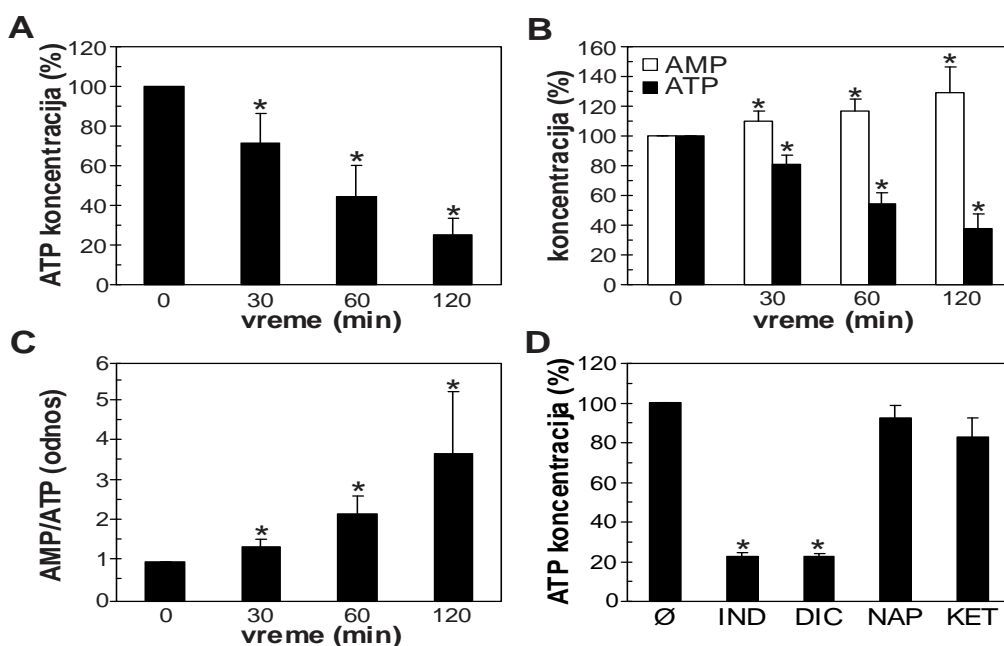 A
ATP koncentracija (%)
120
100
80
60
40
20
0
*
*
*
0 30 60 120
vreme (min)
B
koncentracija (%)
160
140
120
100
80
60
40
20
0
AMP
ATP
*
*
*
*
*
*
0 30 60 120
vreme (min)
C
AMP/ATP (odnos)
6
5
4
3
2
1
0
*
*
*
0 30 60 120
vreme (min)
D
ATP koncentracija (%)
120
100
80
60
40
20
0
*
*
Ø IND DIC NAP KET